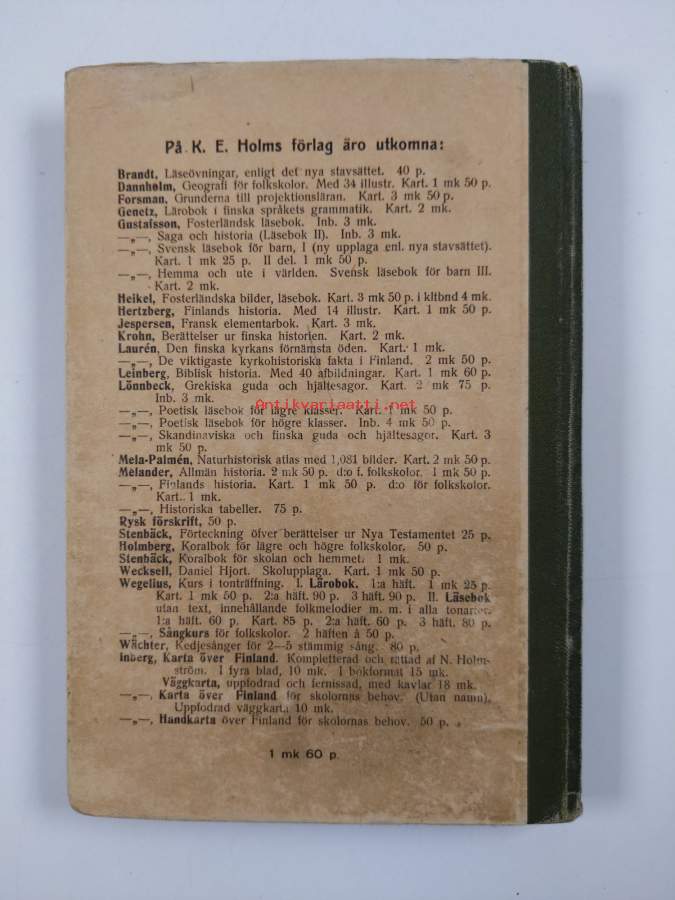 På K. E. Holms förlag äro utkomna:
Brandt, Läseövningar, enligt det nya stavsättet. 40 p.
Dannholm, Geografi för folkskolor. Med 34 illustr. Kart. 1 mk 50 p.
Forsman, Grunderna till projektionsläran. Kart. 3 mk 50 p.
Genetz, Lärobok i finska språkets grammatik. Kart. 2 mk.
Gustafsson, Fosterländsk läsebok. Inb. 3 mk.
—„—, Saga och historia (Läsebok II). Inb. 3 mk.
—„—, Svensk läsebok för barn, I (ny upplaga enl. nya stavsättet).
Kart. 1 mk 25 p. II del. 1 mk 50 p.
—„—, Hemma och ute i världen. Svensk läsebok för barn III.
Kart. 2 mk.
Heikel, Fosterländska bilder, läsebok. Kart. 3 mk 50 p. i kltbnd 4 mk.
Hertzberg, Finlands historia. Med 14 illustr. Kart. 1 mk 50 p.
Jespersen, Fransk elementarbok. Kart. 3 mk.
Krohn, Berättelser ur finska historien. Kart. 2 mk.
Laurén, Den finska kyrkans förnämsta öden. Kart. 1 mk.
—„—, De viktigaste kyrkohistoriska fakta i Finland. 2 mk 50 p.
Leinberg, Biblisk historia. Med 40 afbildningar. Kart. 1 mk 60 p.
Lönnbeck, Grekiska guda och hjältesagor. Kart. 2 mk 75 p.
Inb. 3 mk.
Antikvariaatti.net
—„—, Poetisk läsebok för lägre klasser. Kart. 1 mk 50 p.
—„—, Poetisk läsebok för högre klasser. Inb. 4 mk 50 p.
—„—, Skandinaviska och finska guda och hjältesagor. Kart. 3
mk 50 p.
Mela-Palmén, Naturhistorisk atlas med 1,081 bilder. Kart. 2 mk 50 p.
Melander, Allmän historia. 2 mk 50 p. d:o f. folkskolor. 1 mk 50 p.
—„—, Finlands historia. Kart. 1 mk 50 p. d:o för folkskolor.
Kart. 1 mk.
—„—, Historiska tabeller. 75 p.
Rysk förskrift, 50 p.
Stenbäck, Förteckning öfver berättelser ur Nya Testamentet 25 p.
Holmberg, Koralbok för lägre och högre folkskolor. 50 p.
Stenbäck, Koralbok för skolan och hemmet. 1 mk.
Wecksell, Daniel Hjort. Skolupplaga. Kart. 1 mk 50 p.
Wegelius, Kurs i tonträffning. I. Lärobok. 1:a häft. 1 mk 25 p.
Kart. 1 mk 50 p. 2:a häft. 90 p. 3 häft. 90 p. II. Läsebok
utan text, innehållande folkmelodier m. m. i alla tonarter.
1:a häft. 60 p. Kart. 85 p. 2:a häft. 60 p. 3 häft. 80 p.
—„—, Sångkurs för folkskolor. 2 häften å 50 p.
Wächter, Kedjesånger för 2—5 stämmig sång. 80 p.
Inberg, Karta över Finland. Kompletterad och rättad af N. Holm-
ström. I fyra blad, 10 mk. I bokformat 15 mk.
Väggkarta, uppfodrad och fernissad, med kavlar 18 mk.
—„—, Karta över Finland för skolornas behov. (Utan namn).
Uppfodrad väggkarta 10 mk.
—„—, Handkarta över Finland för skolornas behov. 50 p.
1 mk 60 p.